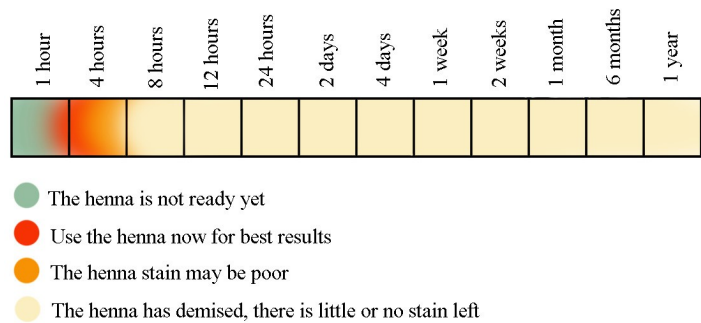 1 hour
4 hours
8 hours
12 hours
24 hours
2 days
4 days
1 week
2 weeks
1 month
6 months
1 year
The henna is not ready yet
Use the henna now for best results
The henna stain may be poor
The henna has demised, there is little or no stain left